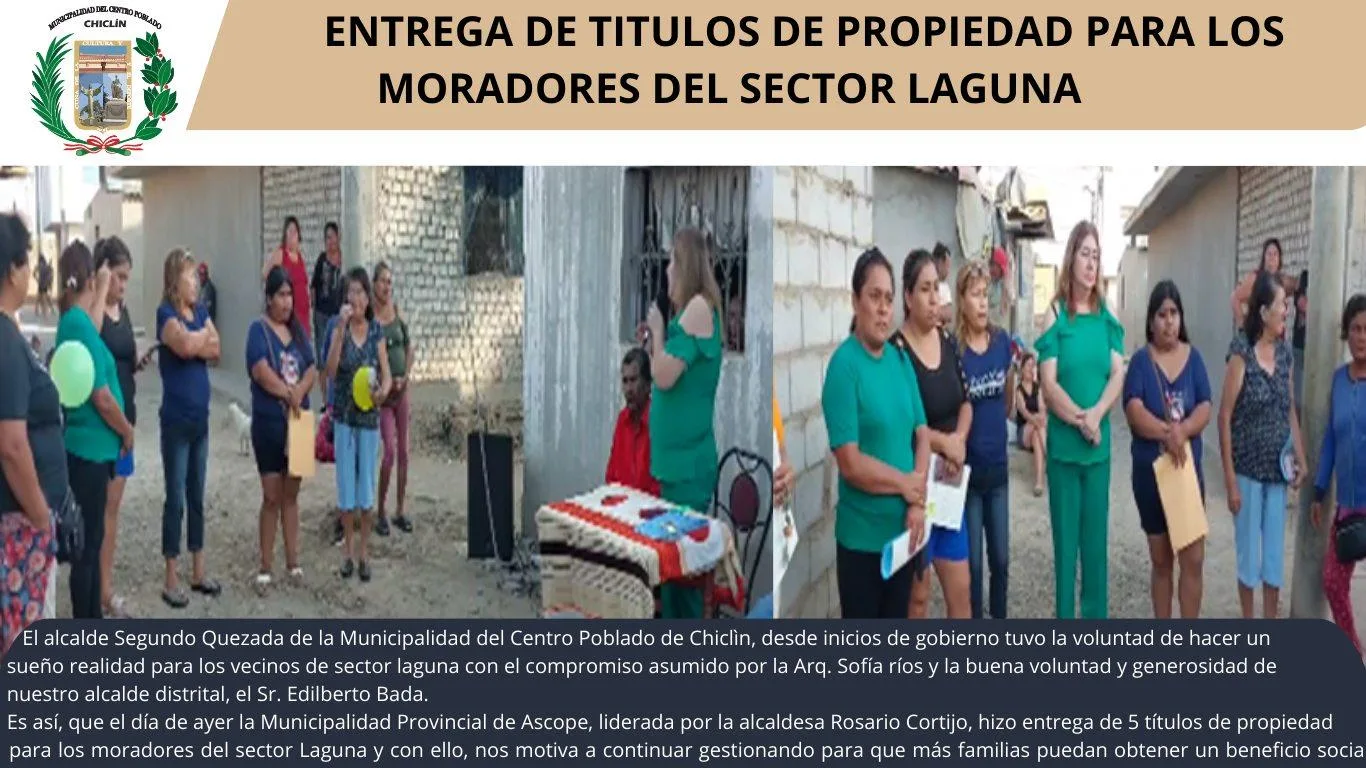 MUNICIPALIDAD DEL CENTRO POBLADO
CHICLÍN
ENTREGA DE TITULOS DE PROPIEDAD PARA LOS
MORADORES DEL SECTOR LAGUNA
El alcalde Segundo Quezada de la Municipalidad del Centro Poblado de Chiclìn, desde inicios de gobierno tuvo la voluntad de hacer un
sueño realidad para los vecinos de sector laguna con el compromiso asumido por la Arq. Sofía ríos y la buena voluntad y generosidad de
nuestro alcalde distrital, el Sr. Edilberto Bada.
Es así, que el día de ayer la Municipalidad Provincial de Ascope, liderada por la alcaldesa Rosario Cortijo, hizo entrega de 5 títulos de propiedad
para los moradores del sector Laguna y con ello, nos motiva a continuar gestionando para que más familias puedan obtener un beneficio socia